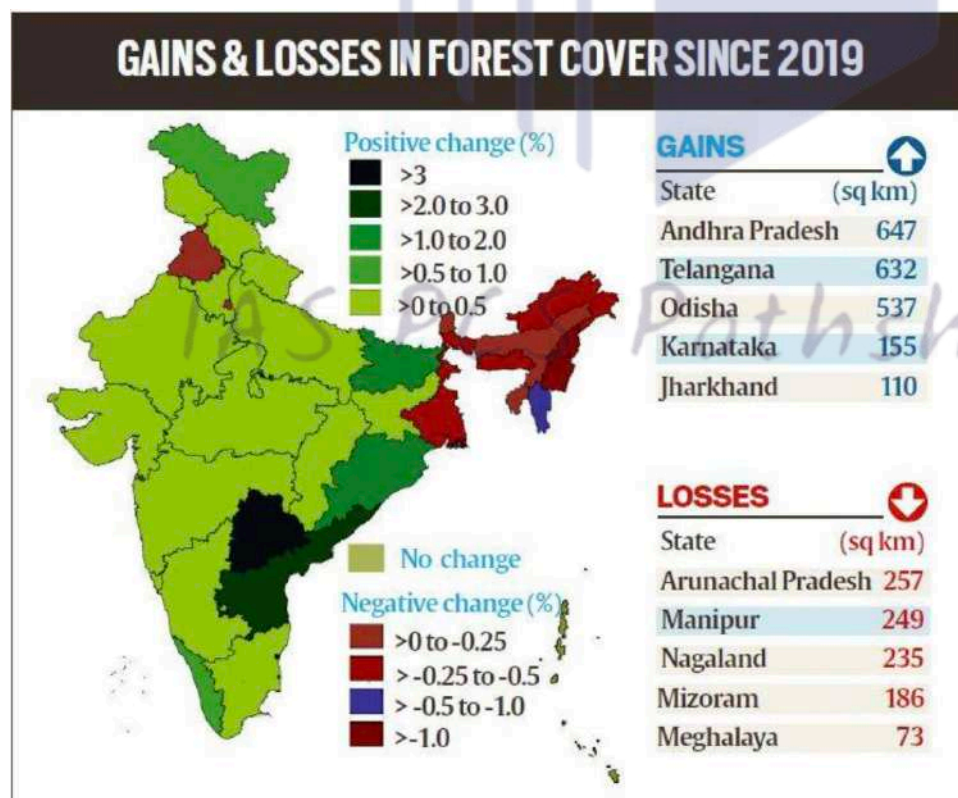 GAINS & LOSSES IN FOREST COVER SINCE 2019
Positive change (%)
>3
>2.0 to 3.0
>1.0 to 2.0
>0.5 to 1.0
>0 to 0.5
No change
Negative change (%)
>0 to -0.25
> -0.25 to -0.5
> -0.5 to -1.0
>-1.0
GAINS
State (sq km)
Andhra Pradesh 647
Telangana 632
Odisha 537
Karnataka 155
Jharkhand 110
LOSSES
State (sq km)
Arunachal Pradesh 257
Manipur 249
Nagaland 235
Mizoram 186
Meghalaya 73